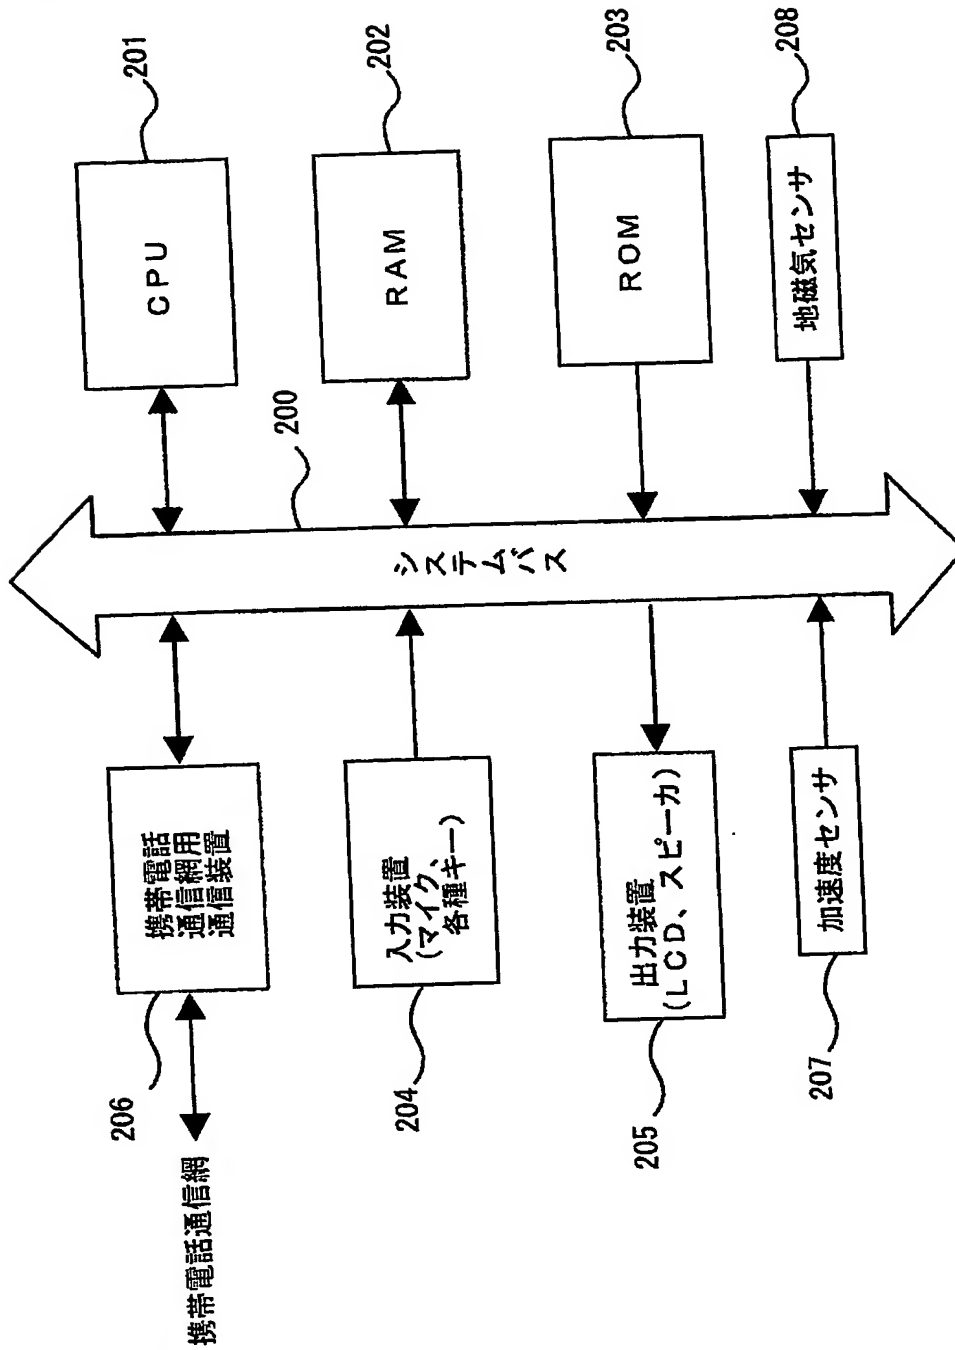 201
CPU
202
RAM
203
ROM
208
地磁気センサ
200
システムバス
携帯電話
通信網用
通信装置
206
携帯電話通信網
入力装置
(マイク、
各種キー)
204
出力装置
(LCD、スピーカ)
205
加速度センサ
207